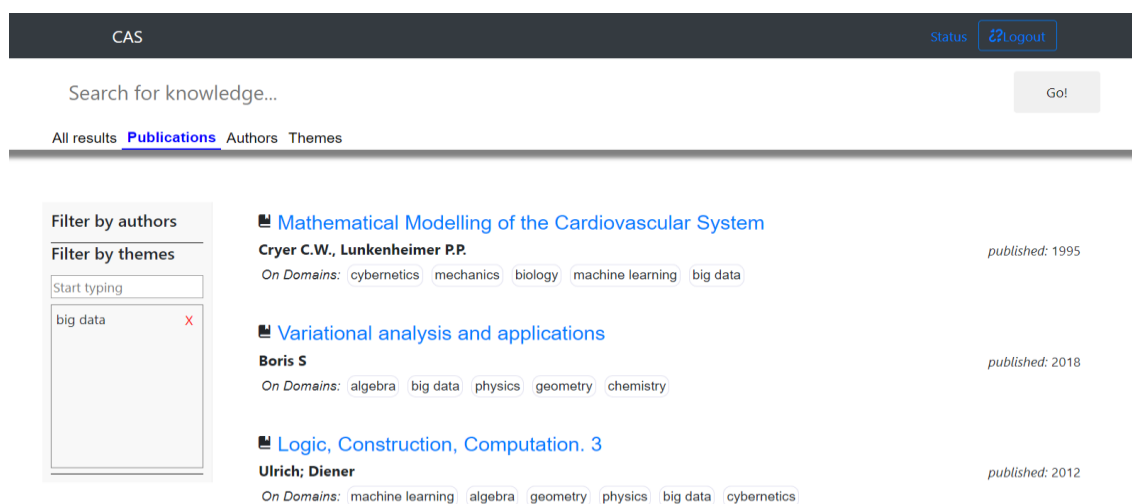 CAS
Status
¿?Logout
Search for knowledge...
Go!
All results Publications Authors Themes
Filter by authors
Filter by themes
Start typing
big data X
Mathematical Modelling of the Cardiovascular System
Cryer C.W., Lunkenheimer P.P.
published: 1995
On Domains: cybernetics mechanics biology machine learning big data
Variational analysis and applications
Boris S
published: 2018
On Domains: algebra big data physics geometry chemistry
Logic, Construction, Computation. 3
Ulrich; Diener
published: 2012
On Domains: machine learning algebra geometry physics big data cybernetics